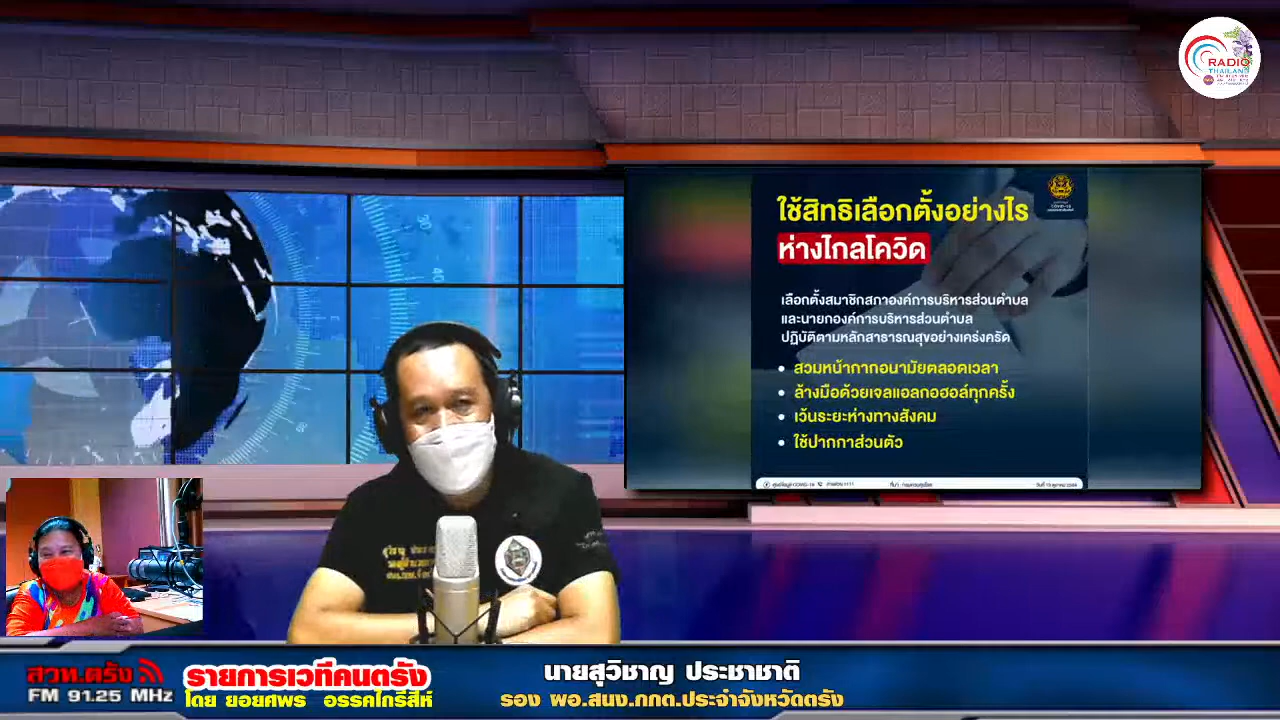 RADIO
THAILAND
ใช้สิทธิเลือกตั้งอย่างไร
ห่างไกลโควิด
เลือกตั้งสมาชิกสภาองค์การบริหารส่วนตำบล
และนายกองค์การบริหารส่วนตำบล
ปฏิบัติตามหลักสาธารณสุขอย่างเคร่งครัด
• สวมหน้ากากอนามัยตลอดเวลา
• ล้างมือด้วยเจลแอลกอฮอล์ทุกครั้ง
• เว้นระยะห่างทางสังคม
• ใช้ปากกาส่วนตัว
สวท.ตรัง
FM 91.25 MHz
รายการเวทีคนตรัง
โดย ยอยศพร อรรคไกรีสีห์
นายสุวิชาญ ประชาชาติ
รอง ผอ.สนง.กกต.ประจำจังหวัดตรัง